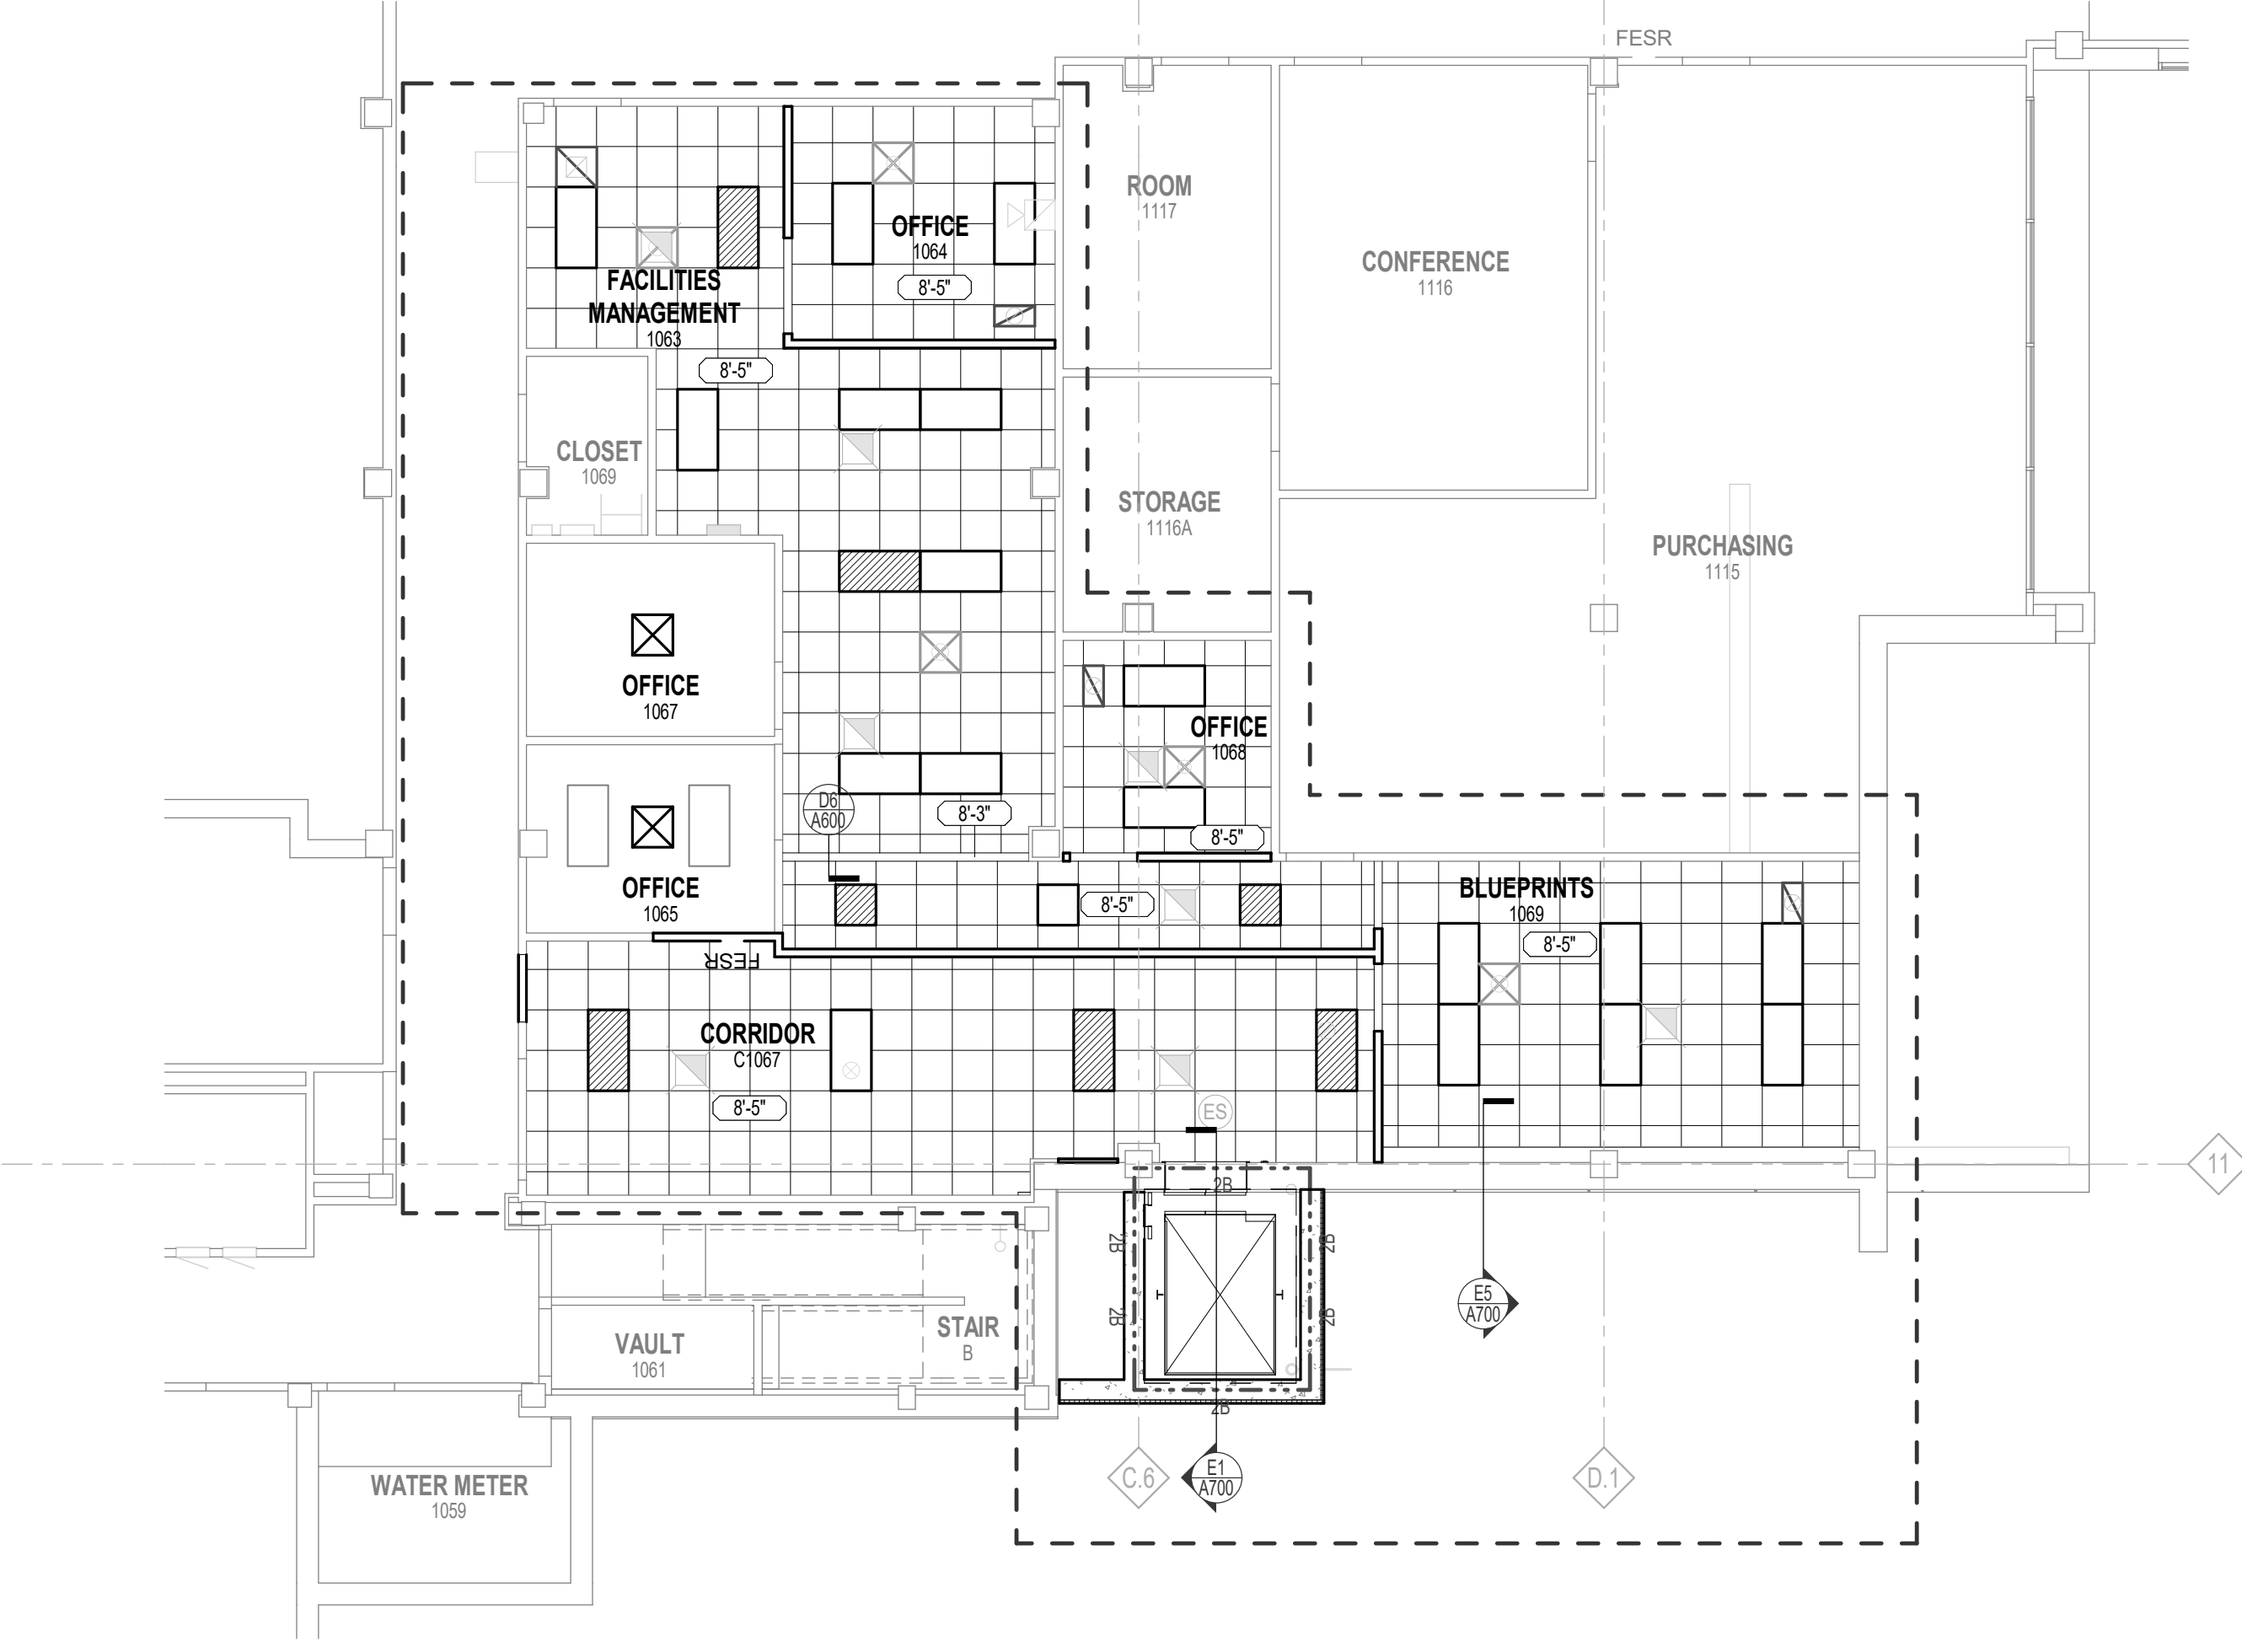 FESR
ROOM
1117
OFFICE
1064
8'-5"
CONFERENCE
1116
FACILITIES
MANAGEMENT
1063
8'-5"
CLOSET
1069
STORAGE
1116A
PURCHASING
1115
OFFICE
1067
OFFICE
1068
D6
A600
8'-3"
8'-5"
OFFICE
1065
8'-5"
BLUEPRINTS
1069
8'-5"
FESR
CORRIDOR
C1067
8'-5"
ES
11
2B
2B
2B
2B
2B
2B
E5
A700
STAIR
B
VAULT
1061
E1
A700
C.6
D.1
WATER METER
1059